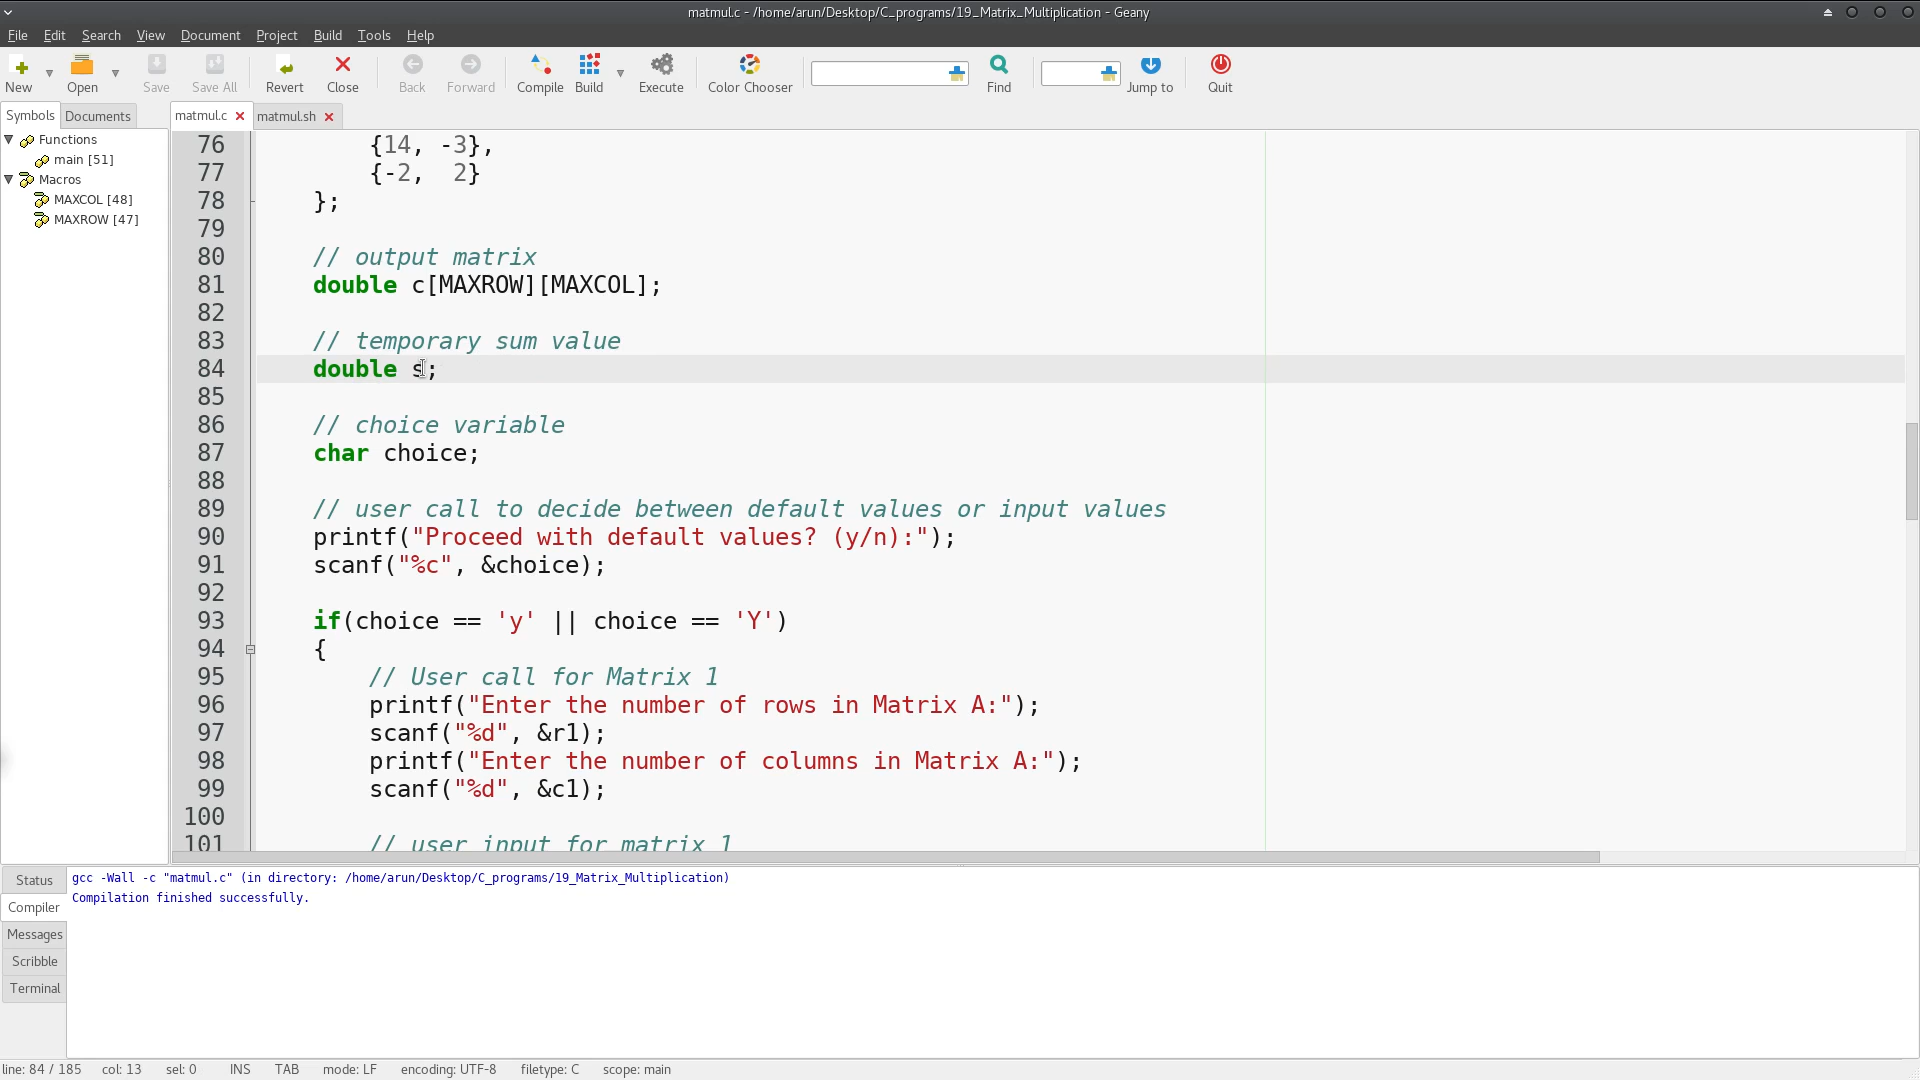 matmul.c - /home/arun/Desktop/C_programs/19_Matrix_Multiplication - Geany
File Edit Search View Document Project Build Tools Help
New Open Save Save All Revert Close Back Forward Compile Build Execute Color Chooser Find Jump to Quit
Symbols Documents
Functions
main [51]
Macros
MAXCOL [48]
MAXROW [47]
matmul.c matmul.sh
76 {14, -3},
77 {-2,  2}
78 };
79
80 // output matrix
81 double c[MAXROW][MAXCOL];
82
83 // temporary sum value
84 double s;
85
86 // choice variable
87 char choice;
88
89 // user call to decide between default values or input values
90 printf("Proceed with default values? (y/n):");
91 scanf("%c", &choice);
92
93 if(choice == 'y' || choice == 'Y')
94 {
95 // User call for Matrix 1
96 printf("Enter the number of rows in Matrix A:");
97 scanf("%d", &r1);
98 printf("Enter the number of columns in Matrix A:");
99 scanf("%d", &c1);
100
101 // user input for matrix 1
Status
Compiler
Messages
Scribble
Terminal
gcc -Wall -c "matmul.c" (in directory: /home/arun/Desktop/C_programs/19_Matrix_Multiplication)
Compilation finished successfully.
line: 84 / 185 col: 13 sel: 0 INS TAB mode: LF encoding: UTF-8 filetype: C scope: main